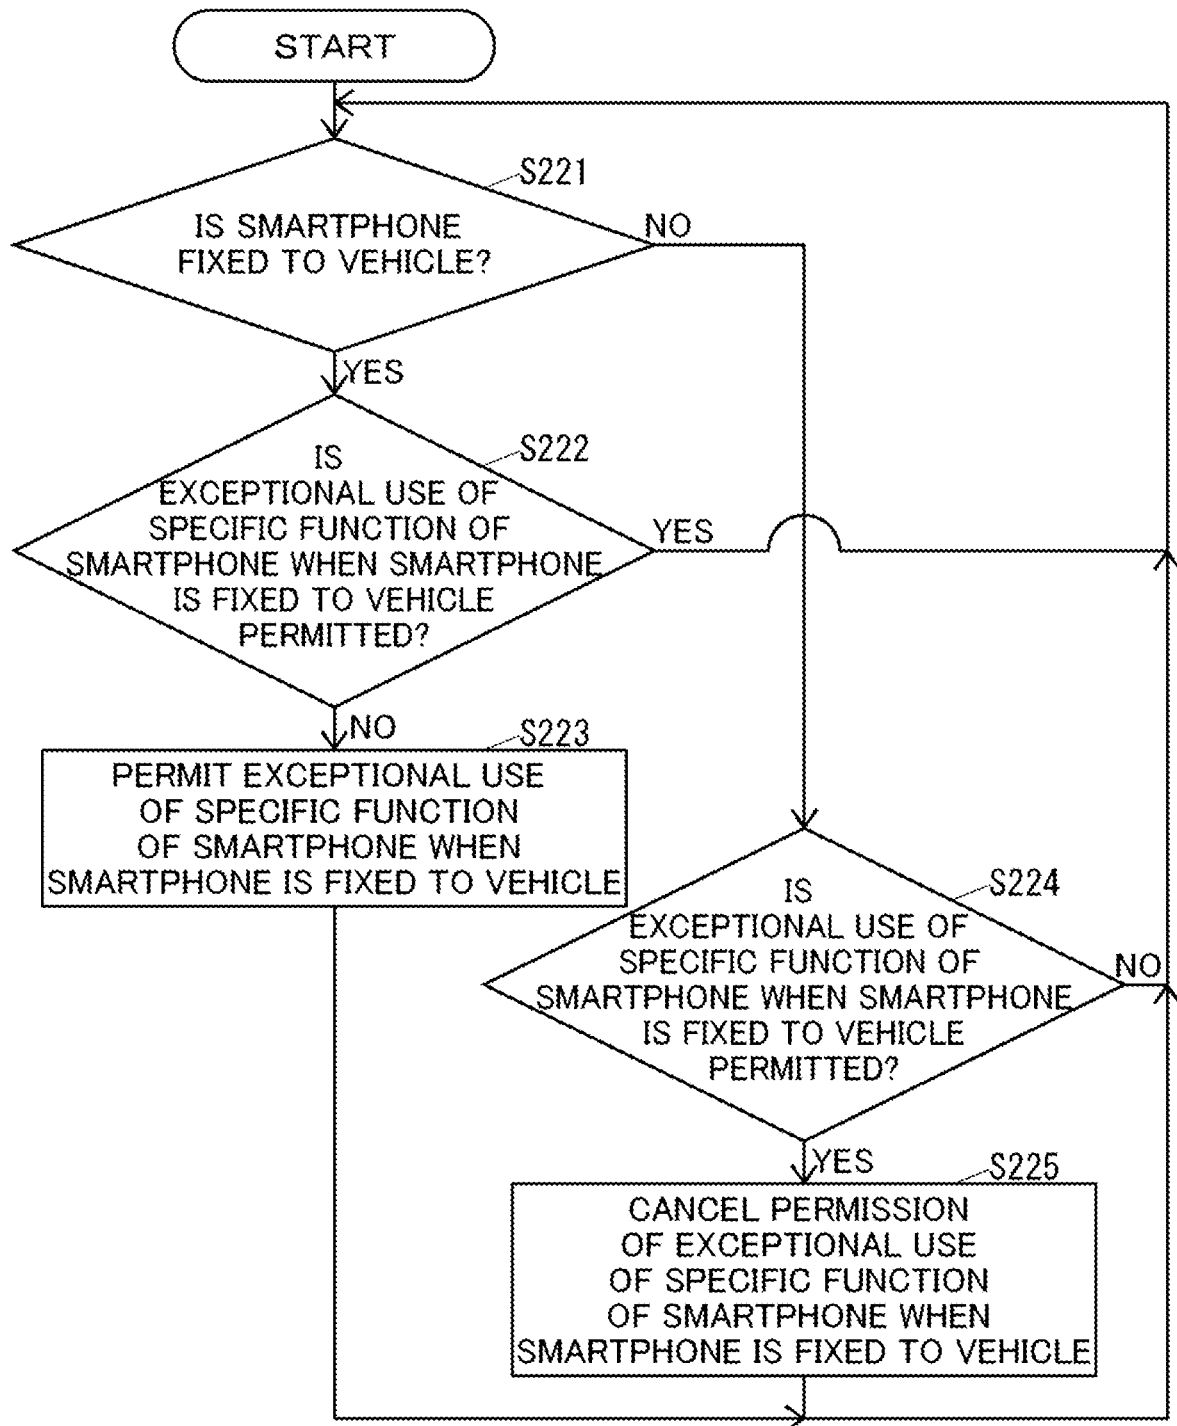 START
S221
IS SMARTPHONE
FIXED TO VEHICLE?
NO
YES
S222
IS
EXCEPTIONAL USE OF
SPECIFIC FUNCTION OF
SMARTPHONE WHEN SMARTPHONE
IS FIXED TO VEHICLE
PERMITTED?
YES
NO
S223
PERMIT EXCEPTIONAL USE
OF SPECIFIC FUNCTION
OF SMARTPHONE WHEN
SMARTPHONE IS FIXED TO VEHICLE
S224
IS
EXCEPTIONAL USE OF
SPECIFIC FUNCTION OF
SMARTPHONE WHEN SMARTPHONE
IS FIXED TO VEHICLE
PERMITTED?
NO
YES
S225
CANCEL PERMISSION
OF EXCEPTIONAL USE
OF SPECIFIC FUNCTION
OF SMARTPHONE WHEN
SMARTPHONE IS FIXED TO VEHICLE